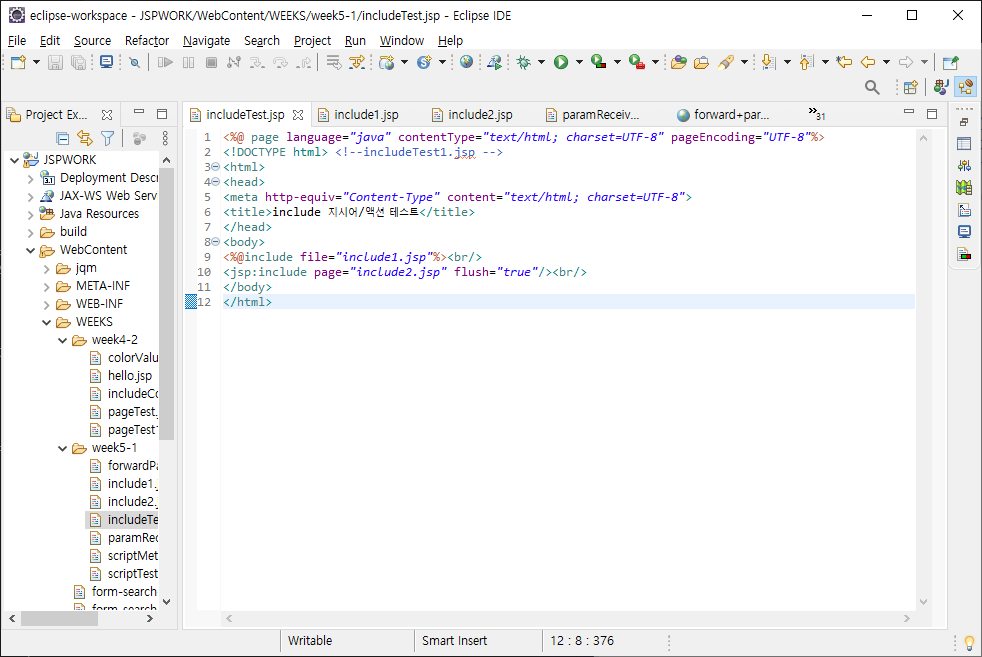 eclipse-workspace - JSPWORK/WebContent/WEEKS/week5-1/includeTest.jsp - Eclipse IDE
File Edit Source Refactor Navigate Search Project Run Window Help
Project Ex...
includeTest.jsp include1.jsp include2.jsp paramReceiv... forward+par... »31
JSPWORK
Deployment Descr
JAX-WS Web Serv
Java Resources
build
WebContent
jqm
META-INF
WEB-INF
WEEKS
week4-2
colorValu
hello.jsp
includeCo
pageTest.
pageTest1
week5-1
forwardPa
include1.
include2.
includeTe
paramRec
scriptMet
scriptTest
form-search
form-search
1 <%@ page language="java" contentType="text/html; charset=UTF-8" pageEncoding="UTF-8"%>
2 <!DOCTYPE html> <!--includeTest1.jsp -->
3 <html>
4 <head>
5 <meta http-equiv="Content-Type" content="text/html; charset=UTF-8">
6 <title>include 지시어/액션 테스트</title>
7 </head>
8 <body>
9 <%@include file="include1.jsp"%><br/>
10 <jsp:include page="include2.jsp" flush="true"/><br/>
11 </body>
12 </html>
Writable Smart Insert 12 : 8 : 376